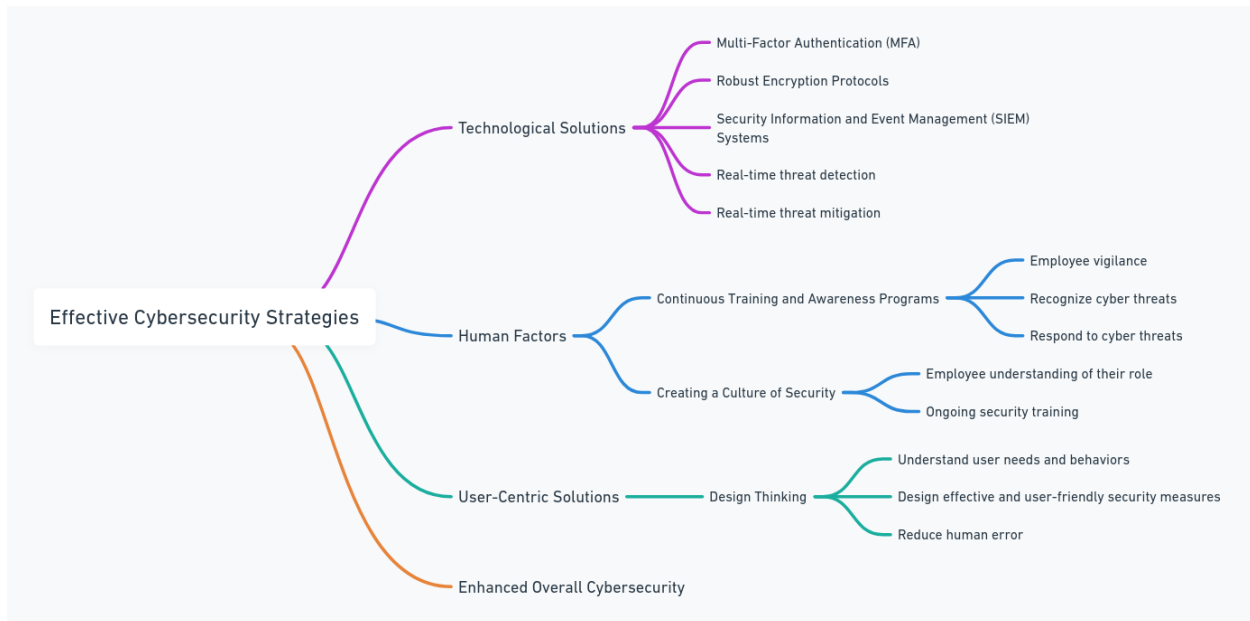 Effective Cybersecurity Strategies
Technological Solutions
Multi-Factor Authentication (MFA)
Robust Encryption Protocols
Security Information and Event Management (SIEM)
Systems
Real-time threat detection
Real-time threat mitigation
Human Factors
Continuous Training and Awareness Programs
Employee vigilance
Recognize cyber threats
Respond to cyber threats
Creating a Culture of Security
Employee understanding of their role
Ongoing security training
User-Centric Solutions
Design Thinking
Understand user needs and behaviors
Design effective and user-friendly security measures
Reduce human error
Enhanced Overall Cybersecurity